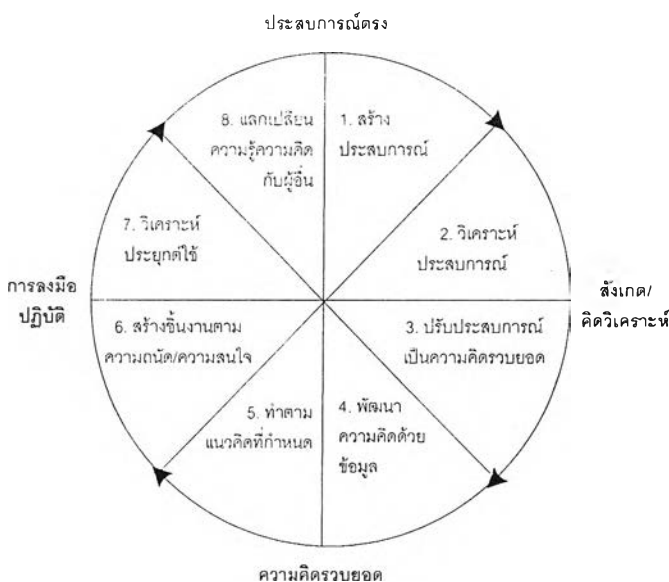 ประสบการณ์ตรง
8. แลกเปลี่ยน
ความรู้ความคิด
กับผู้อื่น
1. สร้าง
ประสบการณ์
2. วิเคราะห์
ประสบการณ์
7. วิเคราะห์
ประยุกต์ใช้
การลงมือ
ปฏิบัติ
สังเกต/
คิดวิเคราะห์
6. สร้างชิ้นงานตาม
ความถนัด/ความสนใจ
3. ปรับประสบการณ์
เป็นความคิดรวบยอด
5. ทำตาม
แนวคิดที่กำหนด
4. พัฒนา
ความคิดด้วย
ข้อมูล
ความคิดรวบยอด